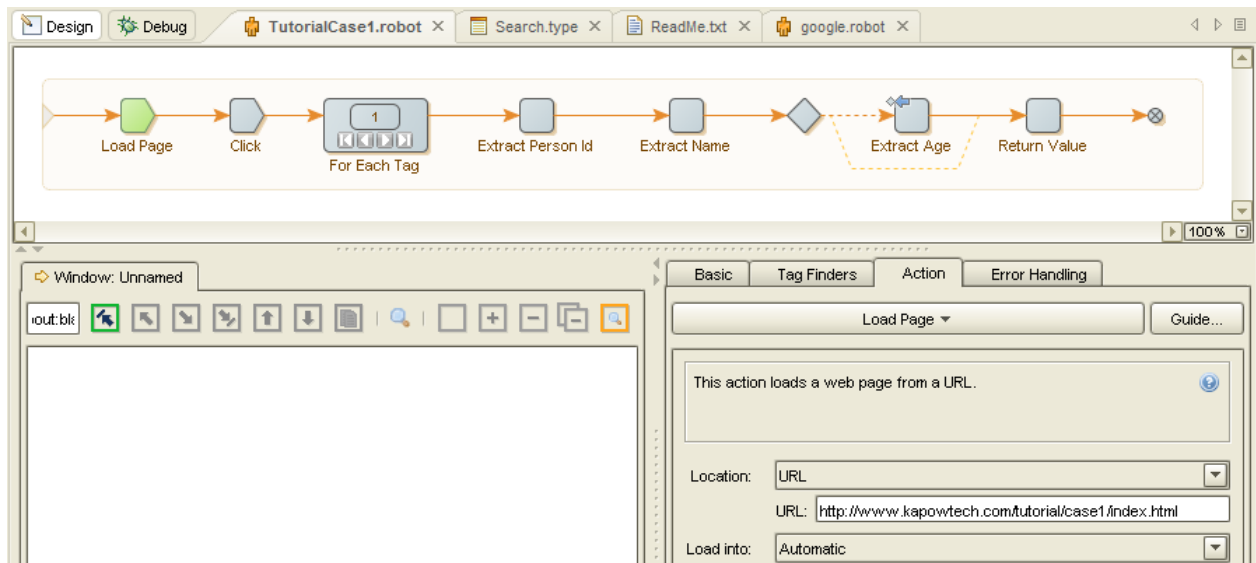 Design Debug TutorialCase1.robot Search.type ReadMe.txt google.robot
1
Load Page Click For Each Tag Extract Person Id Extract Name Extract Age Return Value
100%
Window: Unnamed
Basic Tag Finders Action Error Handling
out:bla
Load Page Guide...
This action loads a web page from a URL.
Location: URL
URL: http://www.kapowtech.com/tutorial/case1/index.html
Load into: Automatic